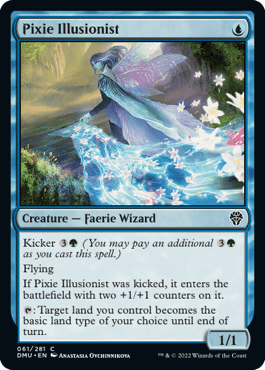 Pixie Illusionist
Creature — Faerie Wizard
Kicker 3 (You may pay an additional 3
as you cast this spell.)
Flying
If Pixie Illusionist was kicked, it enters the
battlefield with two +1/+1 counters on it.
: Target land you control becomes the
basic land type of your choice until end of
turn.
1/1
061/281 C
DMU • EN Anastasia Ovchinnikova
™ & © 2022 Wizards of the Coast